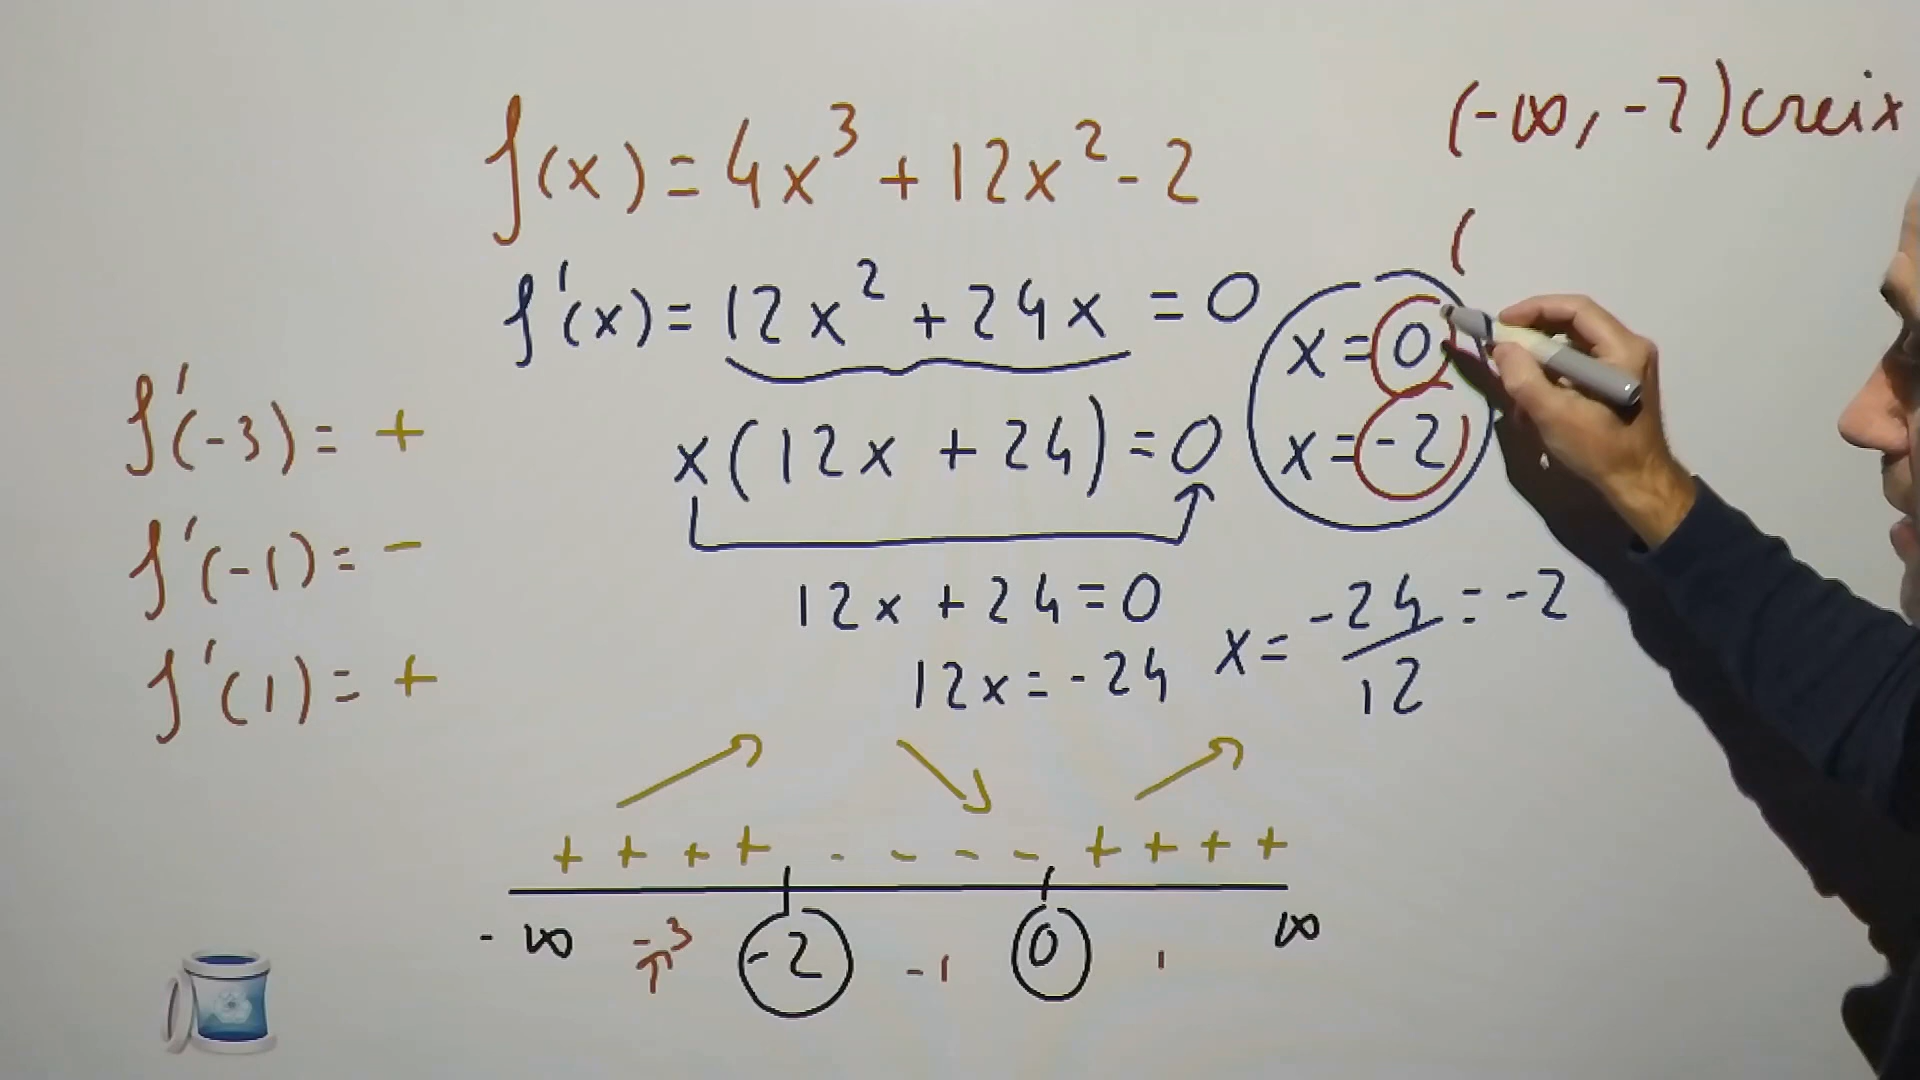 (-∞, -2) creix
f(x) = 4x³ + 12x² - 2
(
f'(x) = 12x² + 24x = 0
x = 0
x = -2
x(12x + 24) = 0
f'(-3) = +
f'(-1) = -
f'(1) = +
12x + 24 = 0
12x = -24
x = -24/12 = -2
+ + + + - - - - + + + +
-∞ -3 -2 -1 0 1 ∞